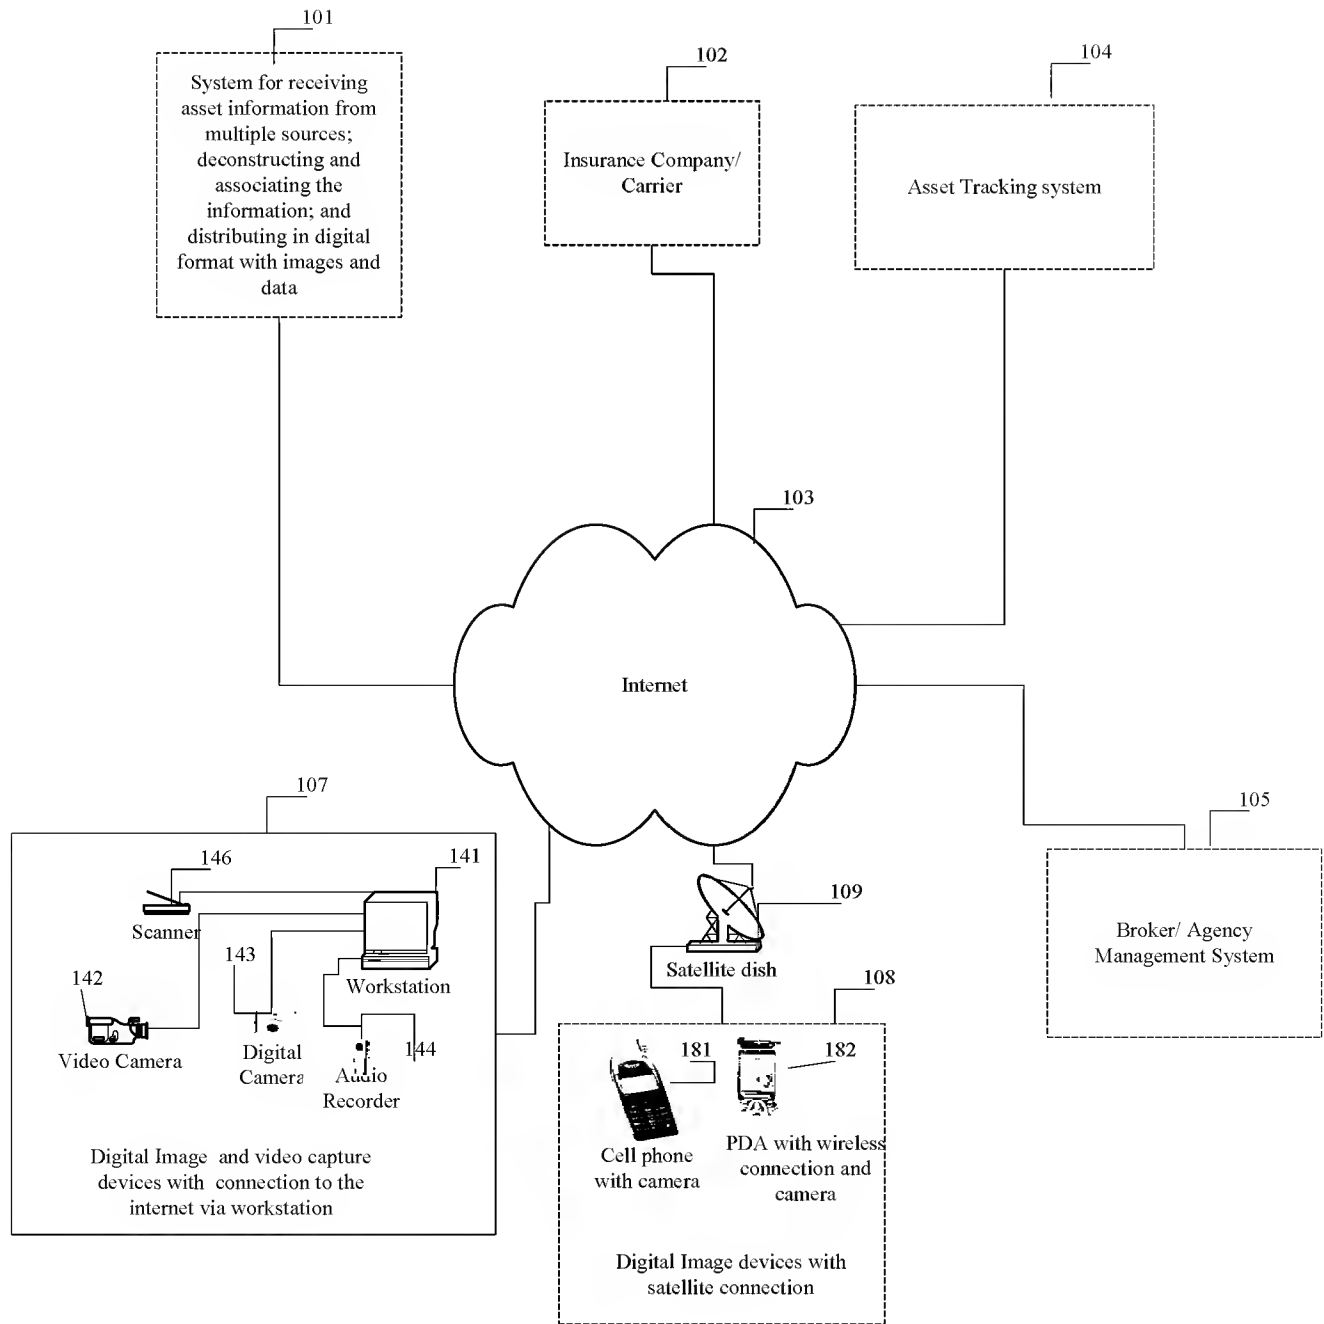 101
System for receiving
asset information from
multiple sources;
deconstructing and
associating the
information; and
distributing in digital
format with images and
data
102
Insurance Company/
Carrier
104
Asset Tracking system
103
Internet
107
146
141
Scanner
143
Workstation
142
Video Camera
Digital
Camera
144
Audio
Recorder
Digital Image and video capture
devices with connection to the
internet via workstation
109
Satellite dish
108
181
182
Cell phone
with camera
PDA with wireless
connection and
camera
Digital Image devices with
satellite connection
105
Broker/ Agency
Management System